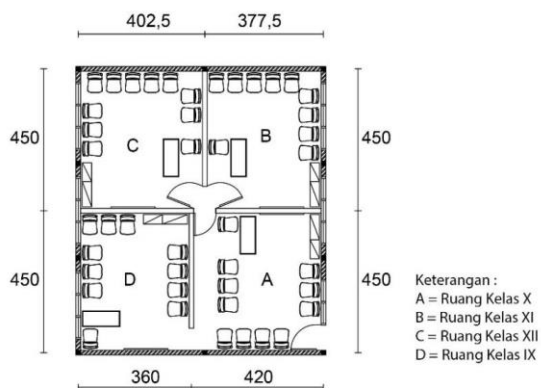 402,5 377,5
450 450
C B
450 450
D A
360 420
Keterangan :
A = Ruang Kelas X
B = Ruang Kelas XI
C = Ruang Kelas XII
D = Ruang Kelas IX